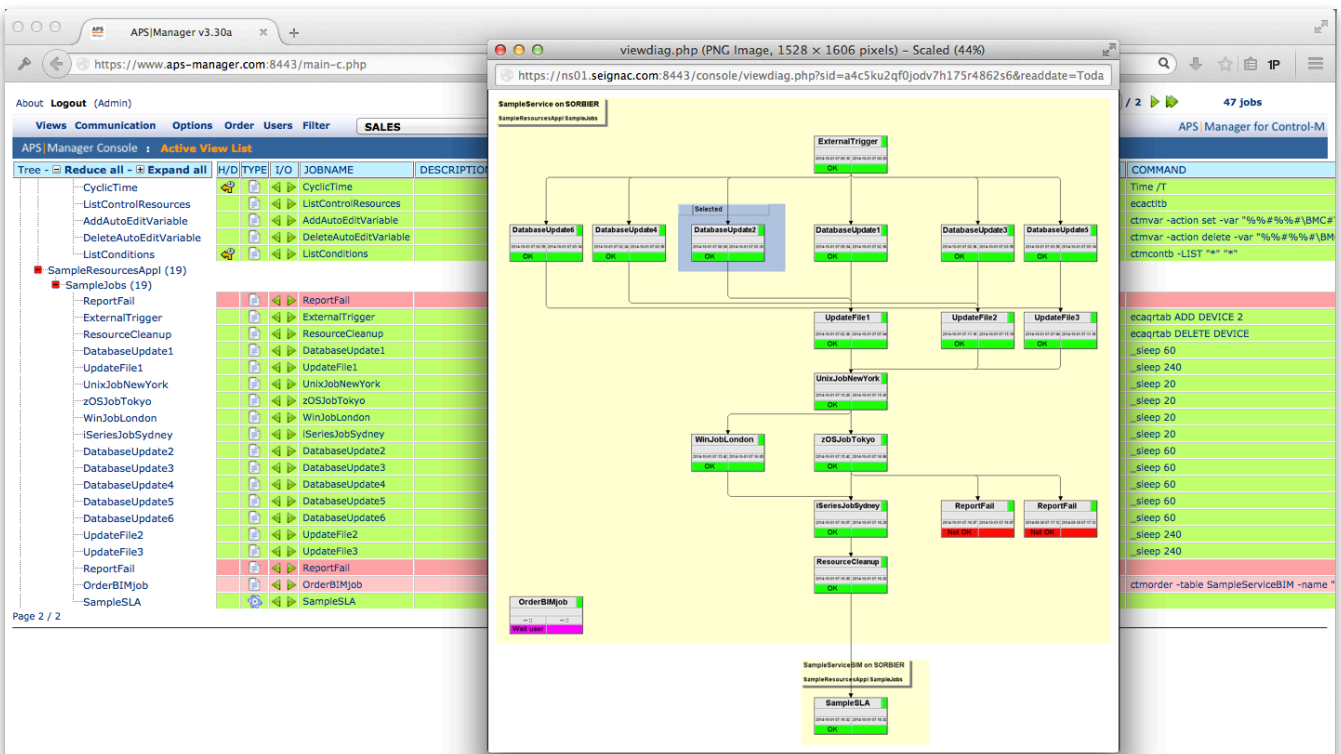 APS|Manager v3.30a
https://www.aps-manager.com:8443/main-c.php
1P
About Logout (Admin)
/ 2 47 jobs
Views Communication Options Order Users Filter SALES
APS|Manager for Control-M
APS|Manager Console : Active View List
Tree - Reduce all - Expand all H/D TYPE I/O JOBNAME DESCRIPTION COMMAND
CyclicTime CyclicTime Time /T
ListControlResources ListControlResources ecactltb
AddAutoEditVariable AddAutoEditVariable ctmvar -action set -var "%%#%%#\BMC#
DeleteAutoEditVariable DeleteAutoEditVariable ctmvar -action delete -var "%%#%%#\BM
ListConditions ListConditions ctmcontb -LIST "*" "*"
SampleResourcesAppl (19)
SampleJobs (19)
ReportFail ReportFail
ExternalTrigger ExternalTrigger ecaqrtab ADD DEVICE 2
ResourceCleanup ResourceCleanup ecaqrtab DELETE DEVICE
DatabaseUpdate1 DatabaseUpdate1 _sleep 60
UpdateFile1 UpdateFile1 _sleep 240
UnixJobNewYork UnixJobNewYork _sleep 20
zOSJobTokyo zOSJobTokyo _sleep 20
WinJobLondon WinJobLondon _sleep 20
iSeriesJobSydney iSeriesJobSydney _sleep 20
DatabaseUpdate2 DatabaseUpdate2 _sleep 60
DatabaseUpdate3 DatabaseUpdate3 _sleep 60
DatabaseUpdate4 DatabaseUpdate4 _sleep 60
DatabaseUpdate5 DatabaseUpdate5 _sleep 60
DatabaseUpdate6 DatabaseUpdate6 _sleep 60
UpdateFile2 UpdateFile2 _sleep 240
UpdateFile3 UpdateFile3 _sleep 240
ReportFail ReportFail
OrderBIMjob OrderBIMjob ctmorder -table SampleServiceBIM -name "
SampleSLA SampleSLA
Page 2 / 2
viewdiag.php (PNG Image, 1528 × 1606 pixels) – Scaled (44%)
https://ns01.seignac.com:8443/console/viewdiag.php?sid=a4c5ku2qf0jodv7h175r4862s6&readdate=Toda
SampleService on SORBIER
SampleResourcesAppl SampleJobs
ExternalTrigger
OK
Selected
DatabaseUpdate6 DatabaseUpdate4 DatabaseUpdate2 DatabaseUpdate1 DatabaseUpdate3 DatabaseUpdate5
OK OK OK OK OK OK
UpdateFile1 UpdateFile2 UpdateFile3
OK OK OK
UnixJobNewYork
OK
WinJobLondon zOSJobTokyo
OK OK
iSeriesJobSydney ReportFail ReportFail
OK Not OK Not OK
ResourceCleanup
OK
OrderBIMjob
Wait user
SampleServiceBIM on SORBIER
SampleResourcesAppl SampleJobs
SampleSLA
OK